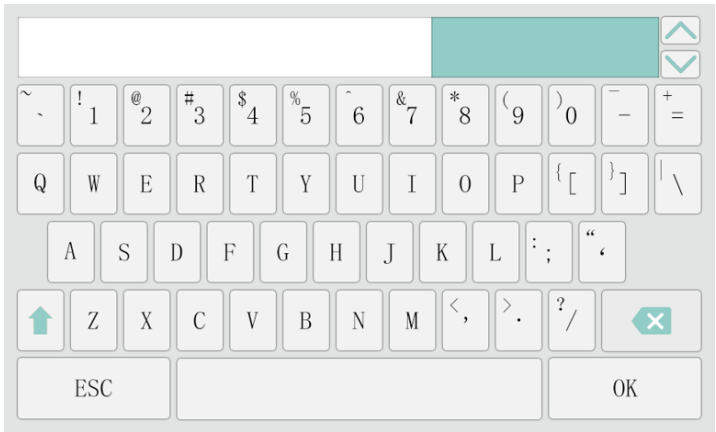 ~ ` ! 1 @ 2 # 3 $ 4 % 5 ^ 6 & 7 * 8 ( 9 ) 0 _ - + =
Q W E R T Y U I O P { [ } ] | \
A S D F G H J K L : ; “ ‘
Z X C V B N M < , > . ? /
ESC OK